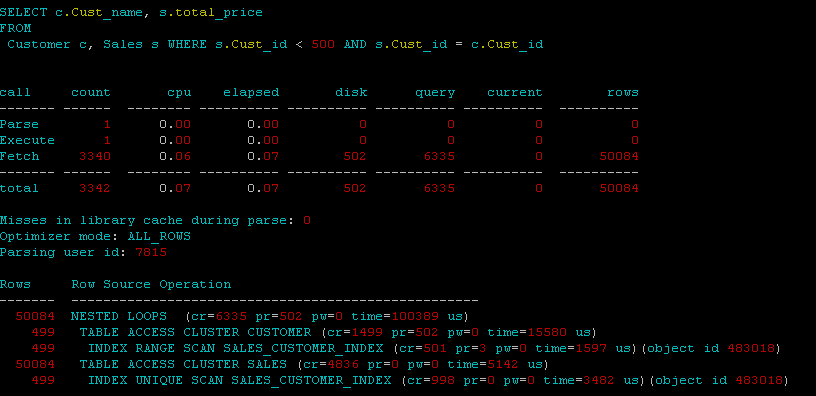 SELECT c.Cust_name, s.total_price
FROM
Customer c, Sales s WHERE s.Cust_id < 500 AND s.Cust_id = c.Cust_id
call count cpu elapsed disk query current rows
------- ------ -------- ---------- ---------- ---------- ---------- ----------
Parse 1 0.00 0.00 0 0 0 0
Execute 1 0.00 0.00 0 0 0 0
Fetch 3340 0.06 0.07 502 6335 0 50084
------- ------ -------- ---------- ---------- ---------- ---------- ----------
total 3342 0.07 0.07 502 6335 0 50084
Misses in library cache during parse: 0
Optimizer mode: ALL_ROWS
Parsing user id: 7815
Rows Row Source Operation
------- ---------------------------------------------------
50084 NESTED LOOPS (cr=6335 pr=502 pw=0 time=100389 us)
499 TABLE ACCESS CLUSTER CUSTOMER (cr=1499 pr=502 pw=0 time=15580 us)
499 INDEX RANGE SCAN SALES_CUSTOMER_INDEX (cr=501 pr=3 pw=0 time=1597 us)(object id 483018)
50084 TABLE ACCESS CLUSTER SALES (cr=4836 pr=0 pw=0 time=5142 us)
499 INDEX UNIQUE SCAN SALES_CUSTOMER_INDEX (cr=998 pr=0 pw=0 time=3482 us)(object id 483018)